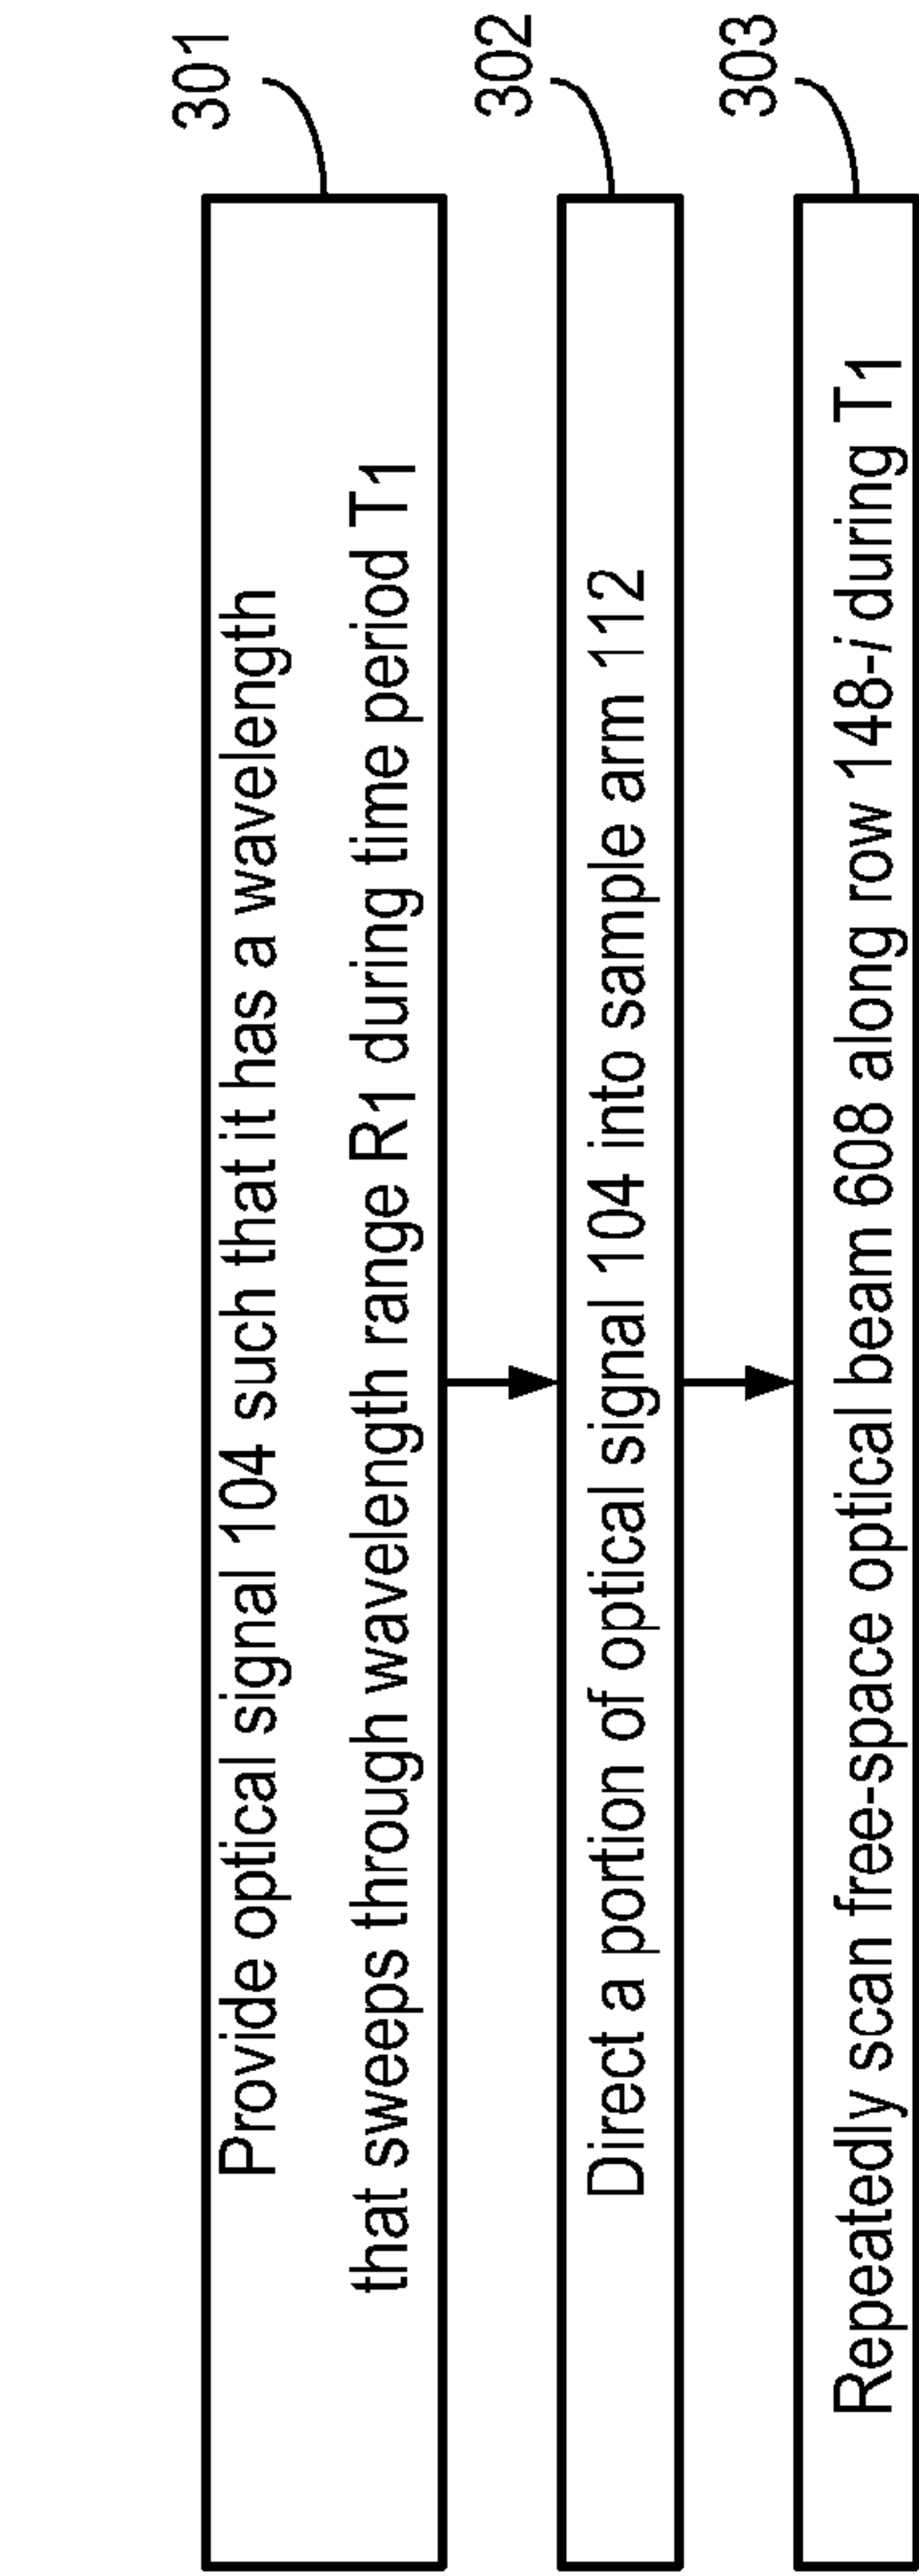 301
Provide optical signal 104 such that it has a wavelength
that sweeps through wavelength range R1 during time period T1
302
Direct a portion of optical signal 104 into sample arm 112
303
Repeatedly scan free-space optical beam 608 along row 148-i during T1